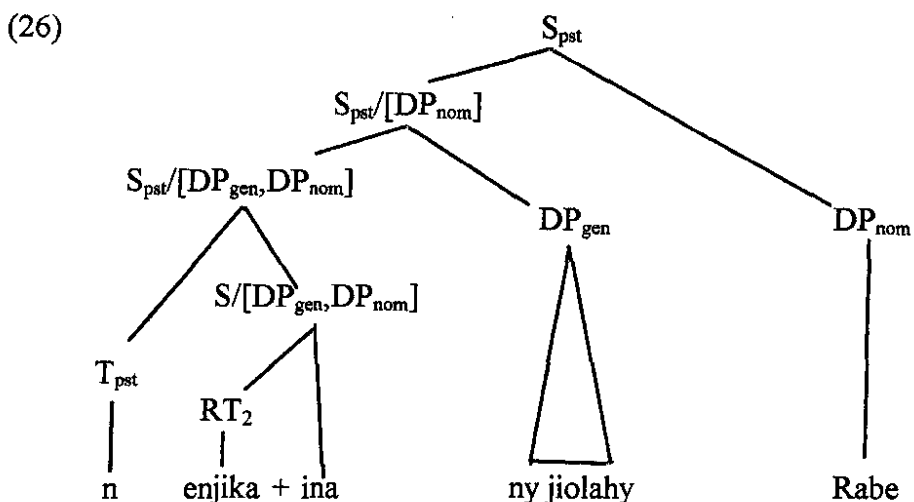 (26)
S_pst
S_pst/[DP_nom]
S_pst/[DP_gen,DP_nom]
DP_gen
DP_nom
S/[DP_gen,DP_nom]
T_pst
RT_2
n enjika + ina ny jiolahy Rabe